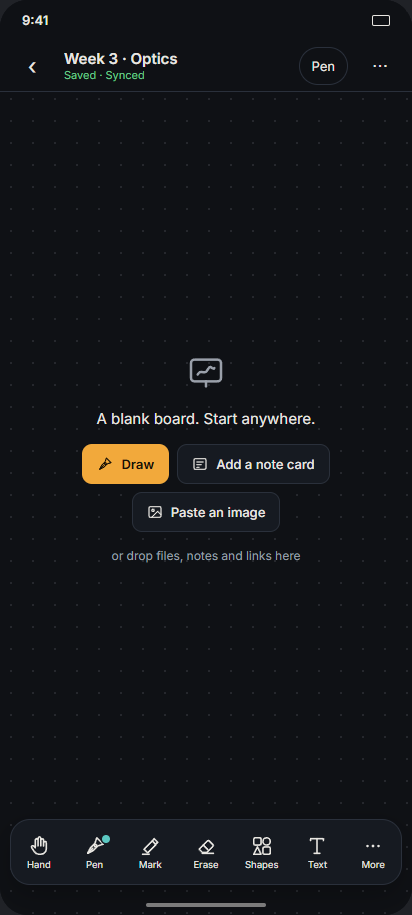 9:41
Week 3 · Optics
Saved · Synced
Pen
A blank board. Start anywhere.
Draw
Add a note card
Paste an image
or drop files, notes and links here
Hand
Pen
Mark
Erase
Shapes
Text
More